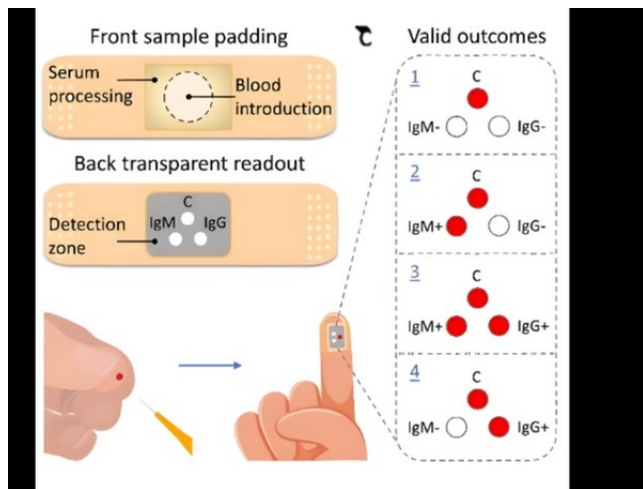 Front sample padding
Serum
processing
Blood
introduction
Back transparent readout
C
IgM
IgG
Detection
zone
Valid outcomes
1
C
IgM-
IgG-
2
C
IgM+
IgG-
3
C
IgM+
IgG+
4
C
IgM-
IgG+